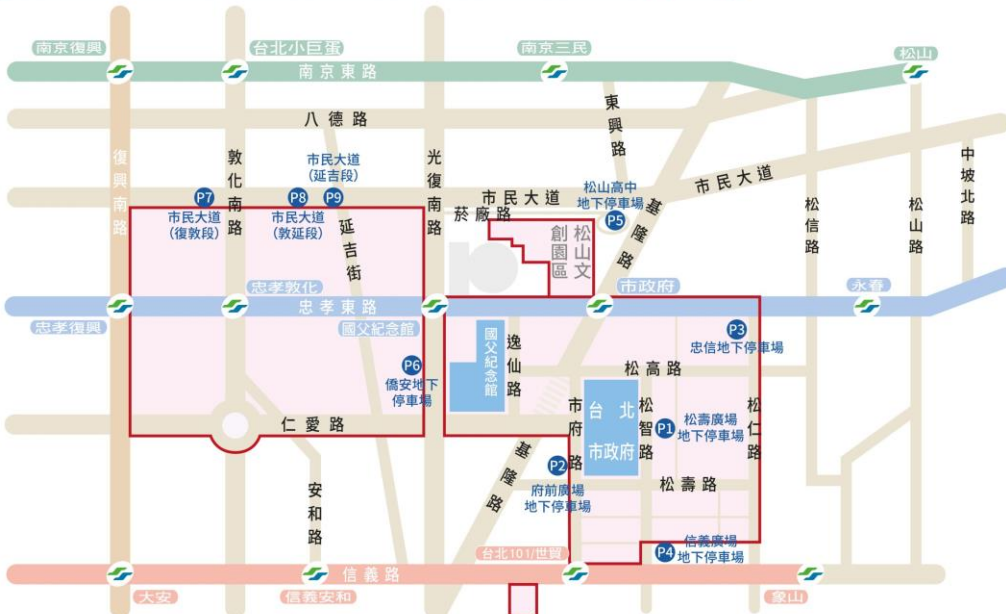 南京復興
台北小巨蛋
南京三民
松山
南京東路
八德路
東興路
復興南路
敦化南路
市民大道
(延吉段)
光復南路
中坡北路
市民大道
P7
P8
P9
市民大道
(復敦段)
市民大道
(敦延段)
延吉街
市民大道
菸廠路
松山高中
地下停車場
P5
基隆路
松信路
松山路
松山文
創園區
忠孝敦化
市政府
永春
忠孝東路
忠孝復興
國父紀念館
P3
忠信地下停車場
國父紀念館
逸仙路
P6
僑安地下
停車場
松高路
仁愛路
市府路
台北
市政府
松智路
P1
松壽廣場
地下停車場
松仁路
基隆路
P2
府前廣場
地下停車場
松壽路
安和路
台北101/世貿
P4
信義廣場
地下停車場
信義路
大安
信義安和
象山